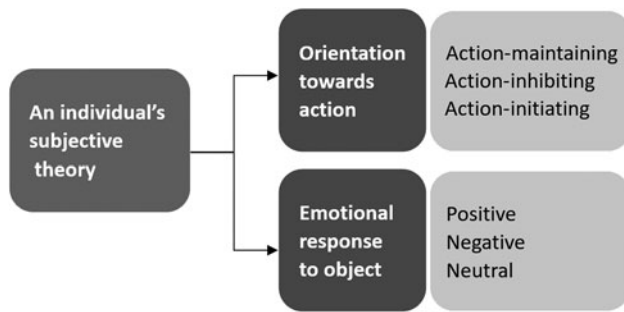 An individual's
subjective
theory
Orientation
towards
action
Action-maintaining
Action-inhibiting
Action-initiating
Emotional
response
to object
Positive
Negative
Neutral